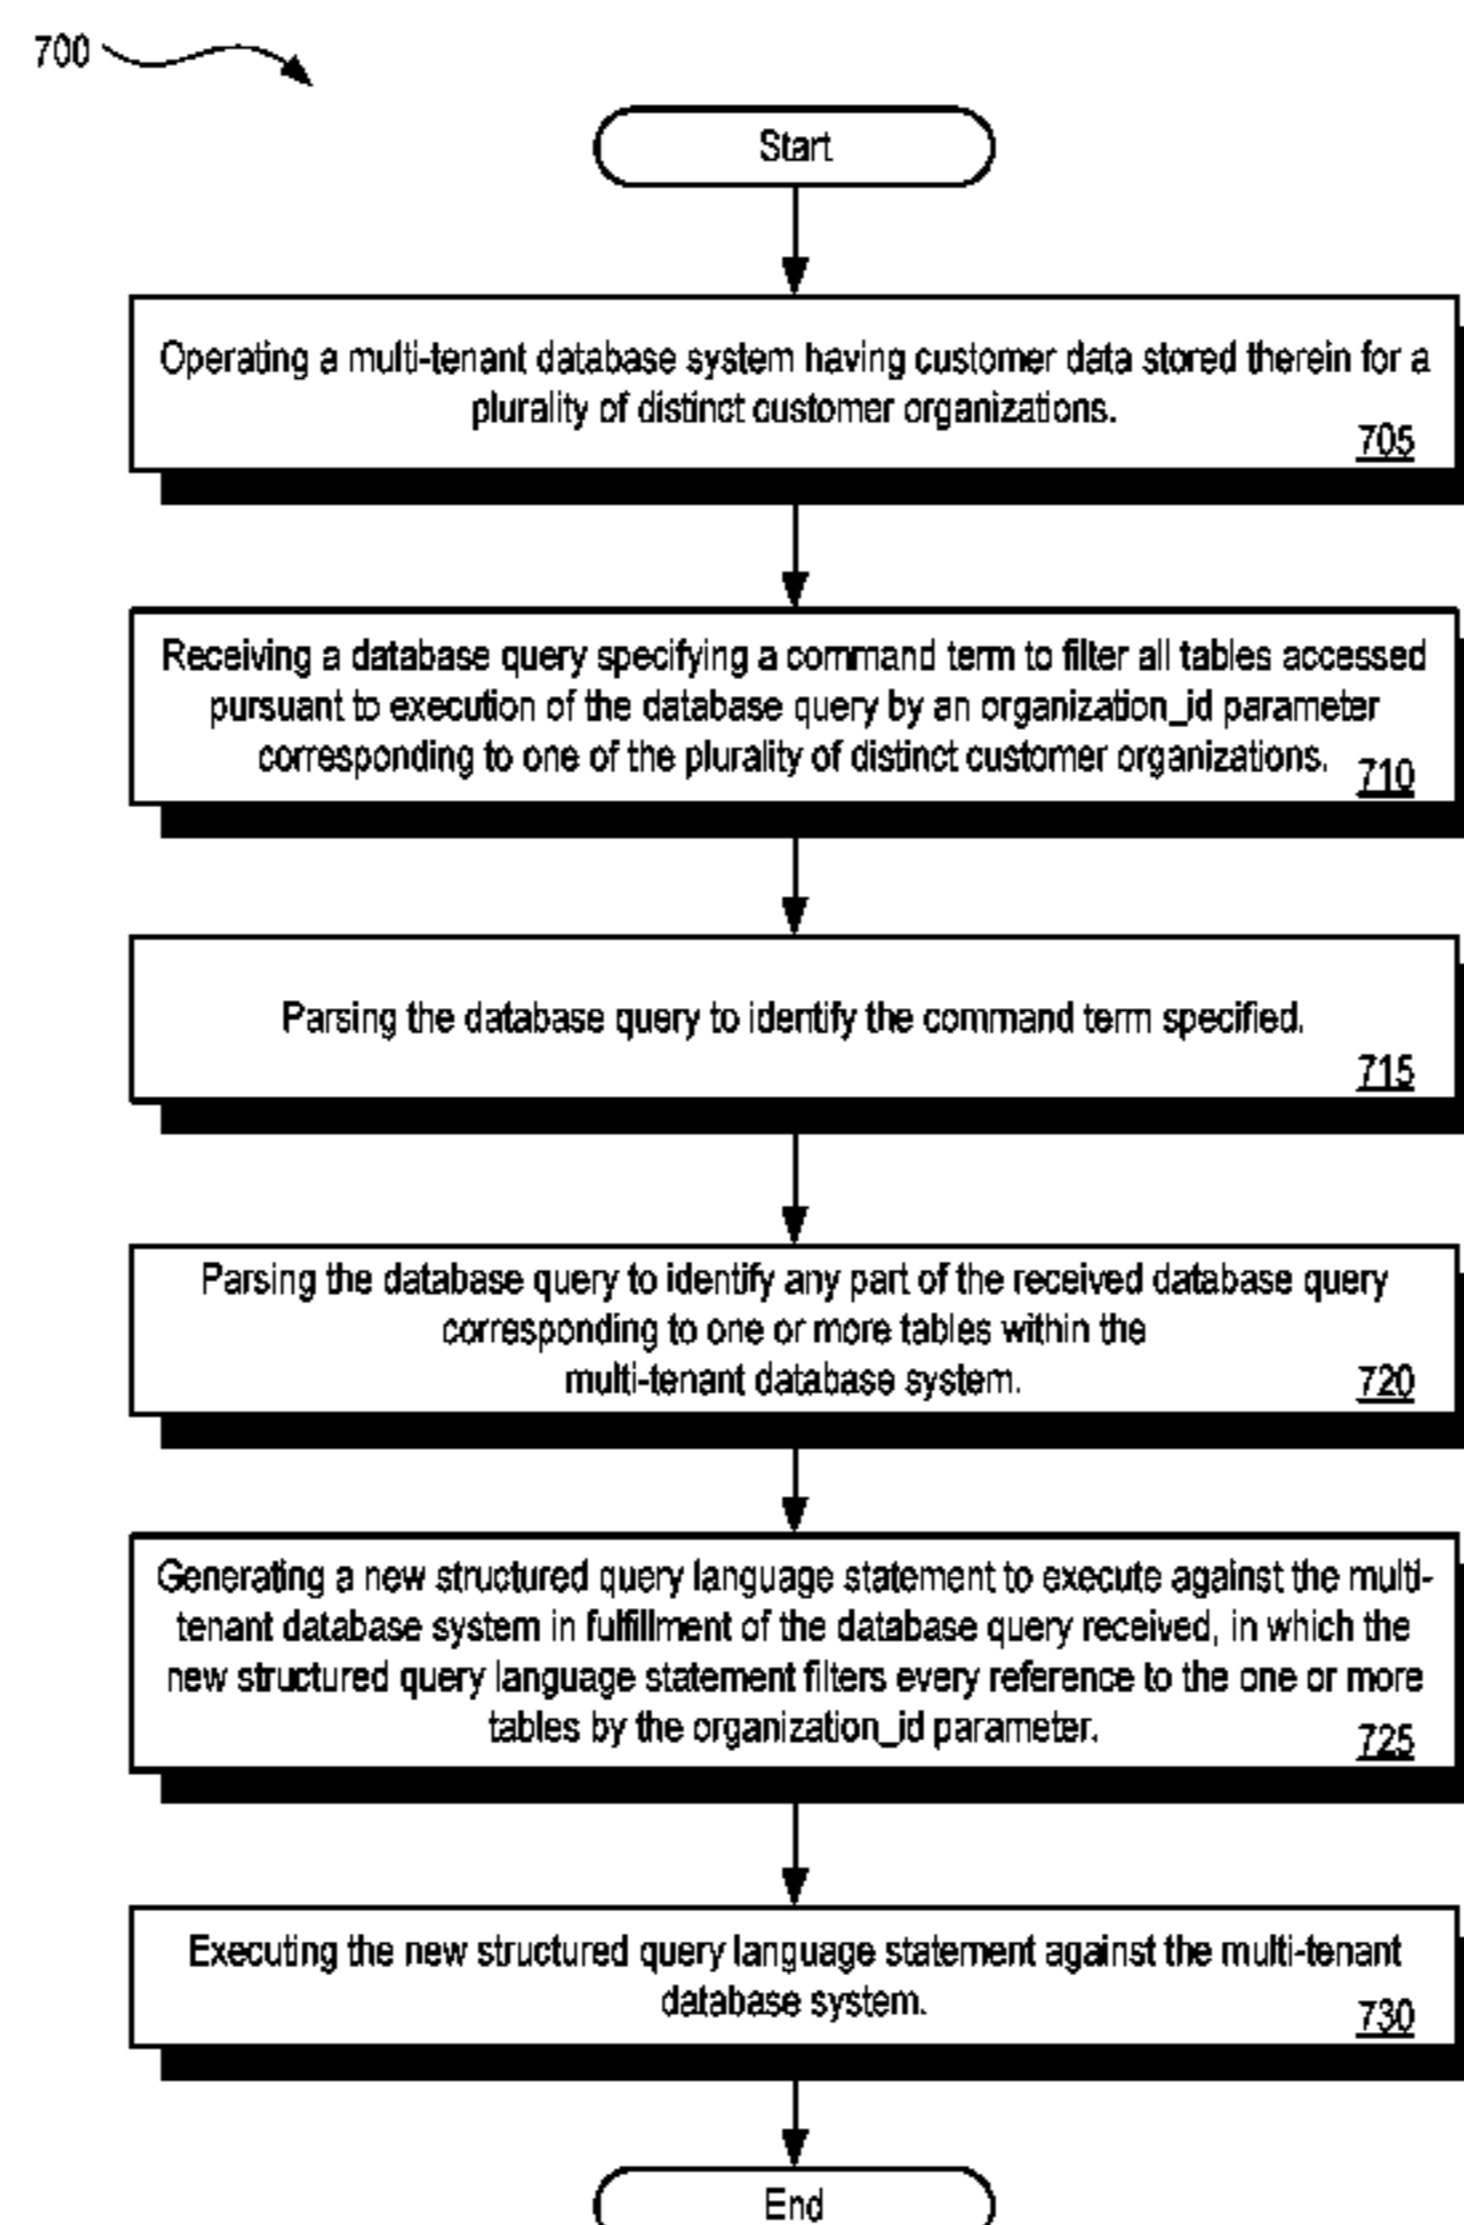 700
Start
Operating a multi-tenant database system having customer data stored therein for a
plurality of distinct customer organizations.
705
Receiving a database query specifying a command term to filter all tables accessed
pursuant to execution of the database query by an organization_id parameter
corresponding to one of the plurality of distinct customer organizations.
710
Parsing the database query to identify the command term specified.
715
Parsing the database query to identify any part of the received database query
corresponding to one or more tables within the
multi-tenant database system.
720
Generating a new structured query language statement to execute against the multi-
tenant database system in fulfillment of the database query received, in which the
new structured query language statement filters every reference to the one or more
tables by the organization_id parameter.
725
Executing the new structured query language statement against the multi-tenant
database system.
730
End